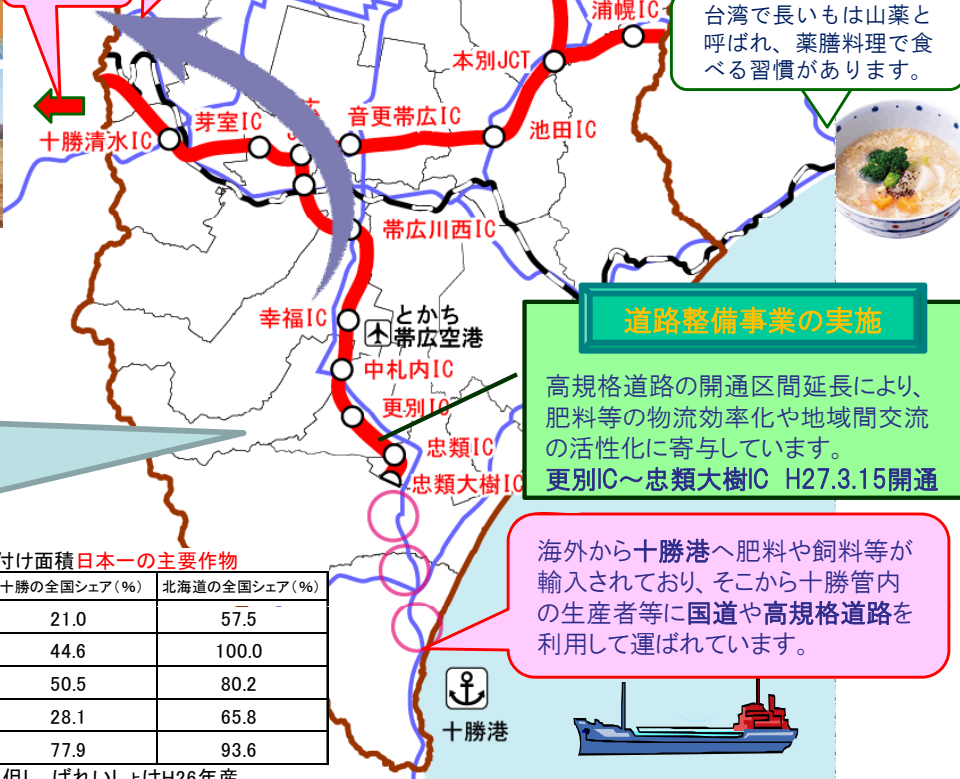 浦幌IC
本別JCT
池田IC
音更帯広IC
芽室IC
十勝清水IC
帯広川西IC
幸福IC
とかち
帯広空港
中札内IC
更別IC
忠類IC
忠類大樹IC
台湾で長いもは山薬と
呼ばれ、薬膳料理で食
べる習慣があります。
道路整備事業の実施
高規格道路の開通区間延長により、
肥料等の物流効率化や地域間交流
の活性化に寄与しています。
更別IC～忠類大樹IC H27.3.15開通
海外から十勝港へ肥料や飼料等が
輸入されており、そこから十勝管内
の生産者等に国道や高規格道路を
利用して運ばれています。
十勝港
付け面積日本一の主要作物
十勝の全国シェア(%) 北海道の全国シェア(%)
21.0 57.5
44.6 100.0
50.5 80.2
28.1 65.8
77.9 93.6
但し、ばれいしょはH26年産